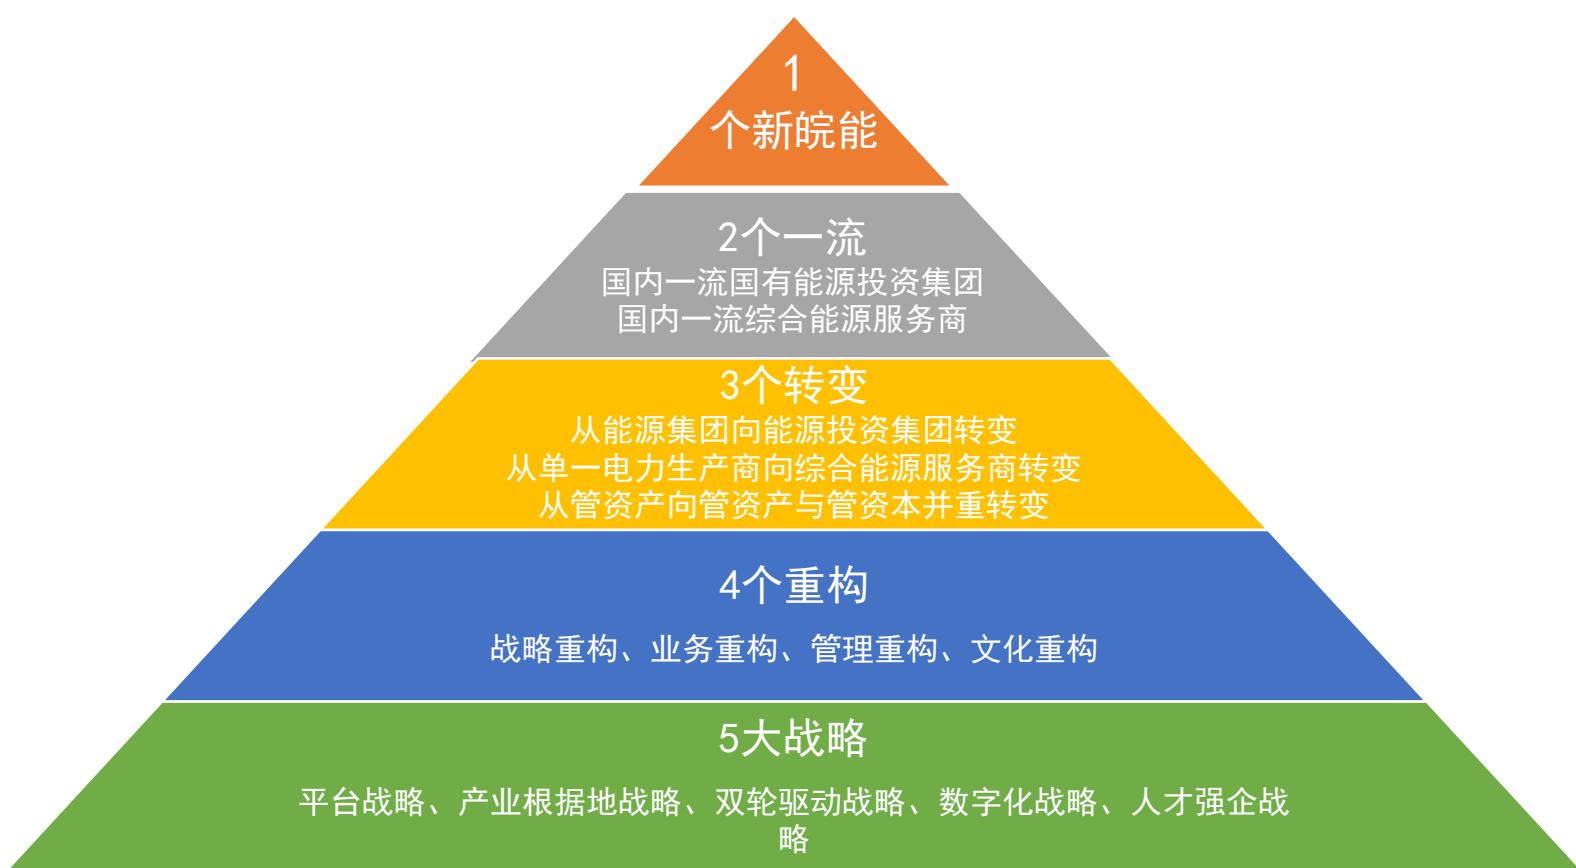 1
个新皖能
2个一流
国内一流国有能源投资集团
国内一流综合能源服务商
3个转变
从能源集团向能源投资集团转变
从单一电力生产商向综合能源服务商转变
从管资产向管资产与管资本并重转变
4个重构
战略重构、业务重构、管理重构、文化重构
5大战略
平台战略、产业根据地战略、双轮驱动战略、数字化战略、人才强企战
略